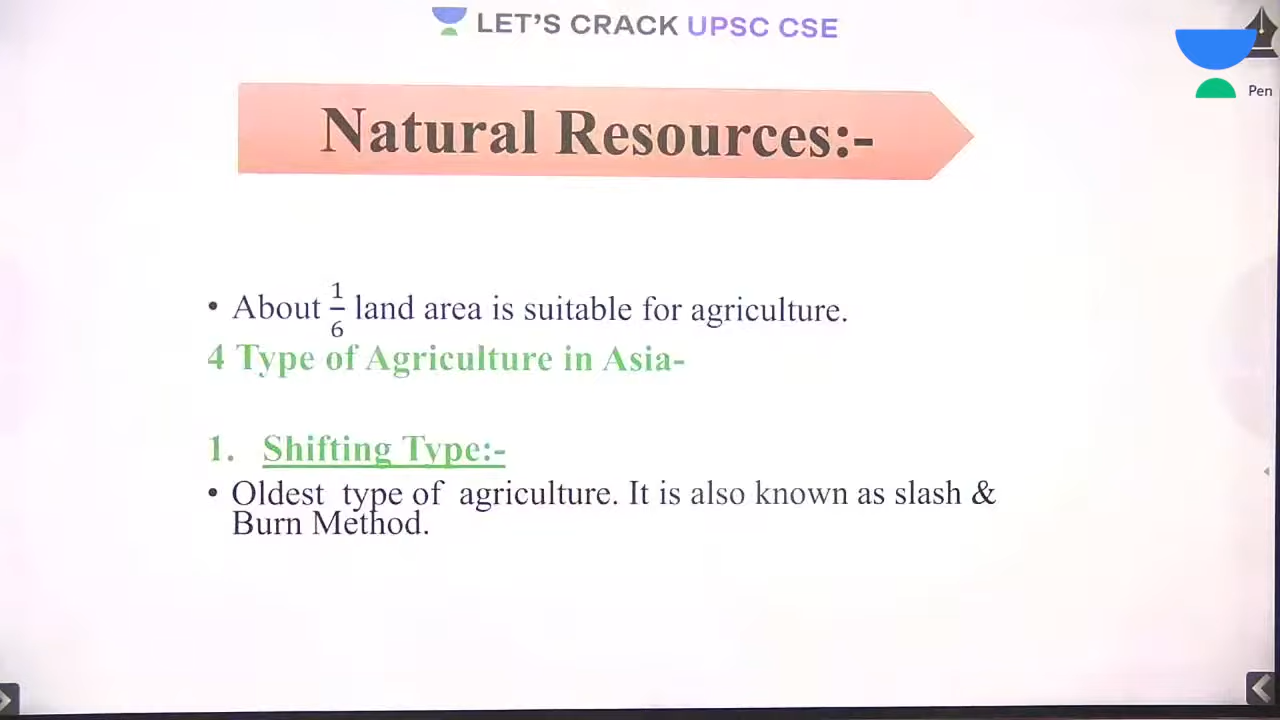 LET'S CRACK UPSC CSE
Pen
Natural Resources:-
• About 1/6 land area is suitable for agriculture.
4 Type of Agriculture in Asia-
1. Shifting Type:-
• Oldest type of agriculture. It is also known as slash &
Burn Method.